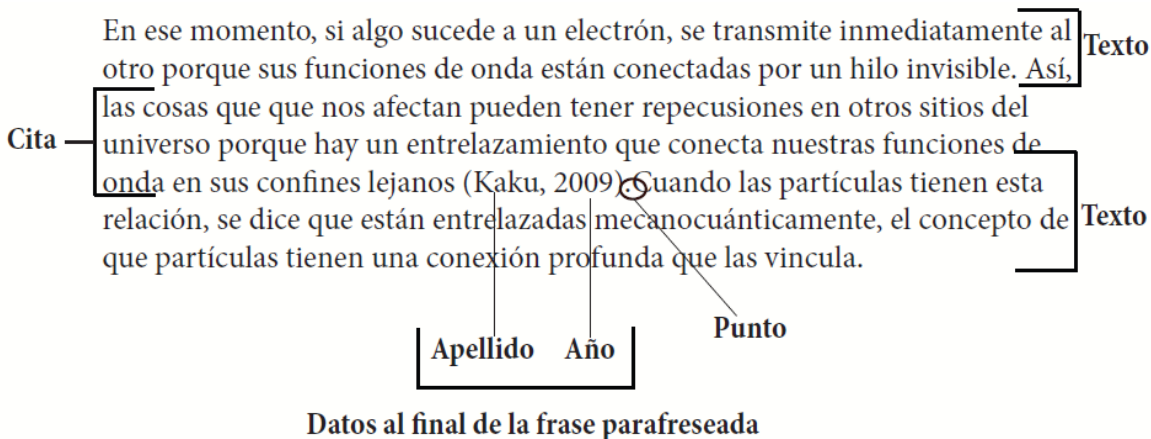 En ese momento, si algo sucede a un electrón, se transmite inmediatamente al
Texto
otro porque sus funciones de onda están conectadas por un hilo invisible. Así,
las cosas que que nos afectan pueden tener repecusiones en otros sitios del
Cita
universo porque hay un entrelazamiento que conecta nuestras funciones de
onda en sus confines lejanos (Kaku, 2009). Cuando las partículas tienen esta
relación, se dice que están entrelazadas mecanocuánticamente, el concepto de
Texto
que partículas tienen una conexión profunda que las vincula.
Punto
Apellido Año
Datos al final de la frase parafreseada